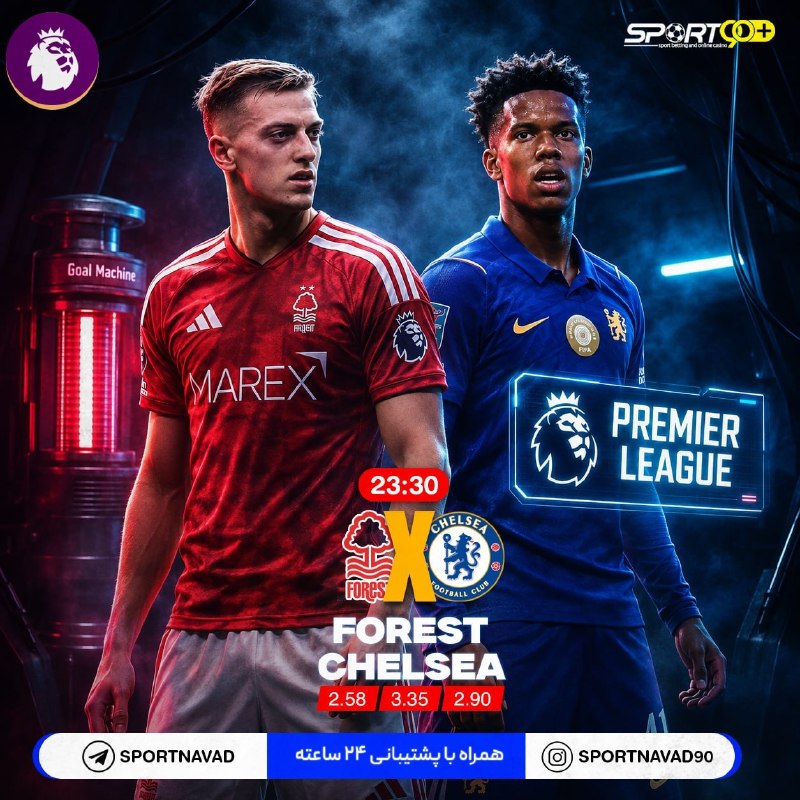 SPORT90+
sport betting and online casino
Goal Machine
MAREX
FIFA
PREMIER
LEAGUE
23:30
FOREST
X
CHELSEA
FOOTBALL CLUB
FOREST
CHELSEA
2.58 3.35 2.90
SPORTNAVAD
همراه با پشتیبانی ۲۴ ساعته
SPORTNAVAD90